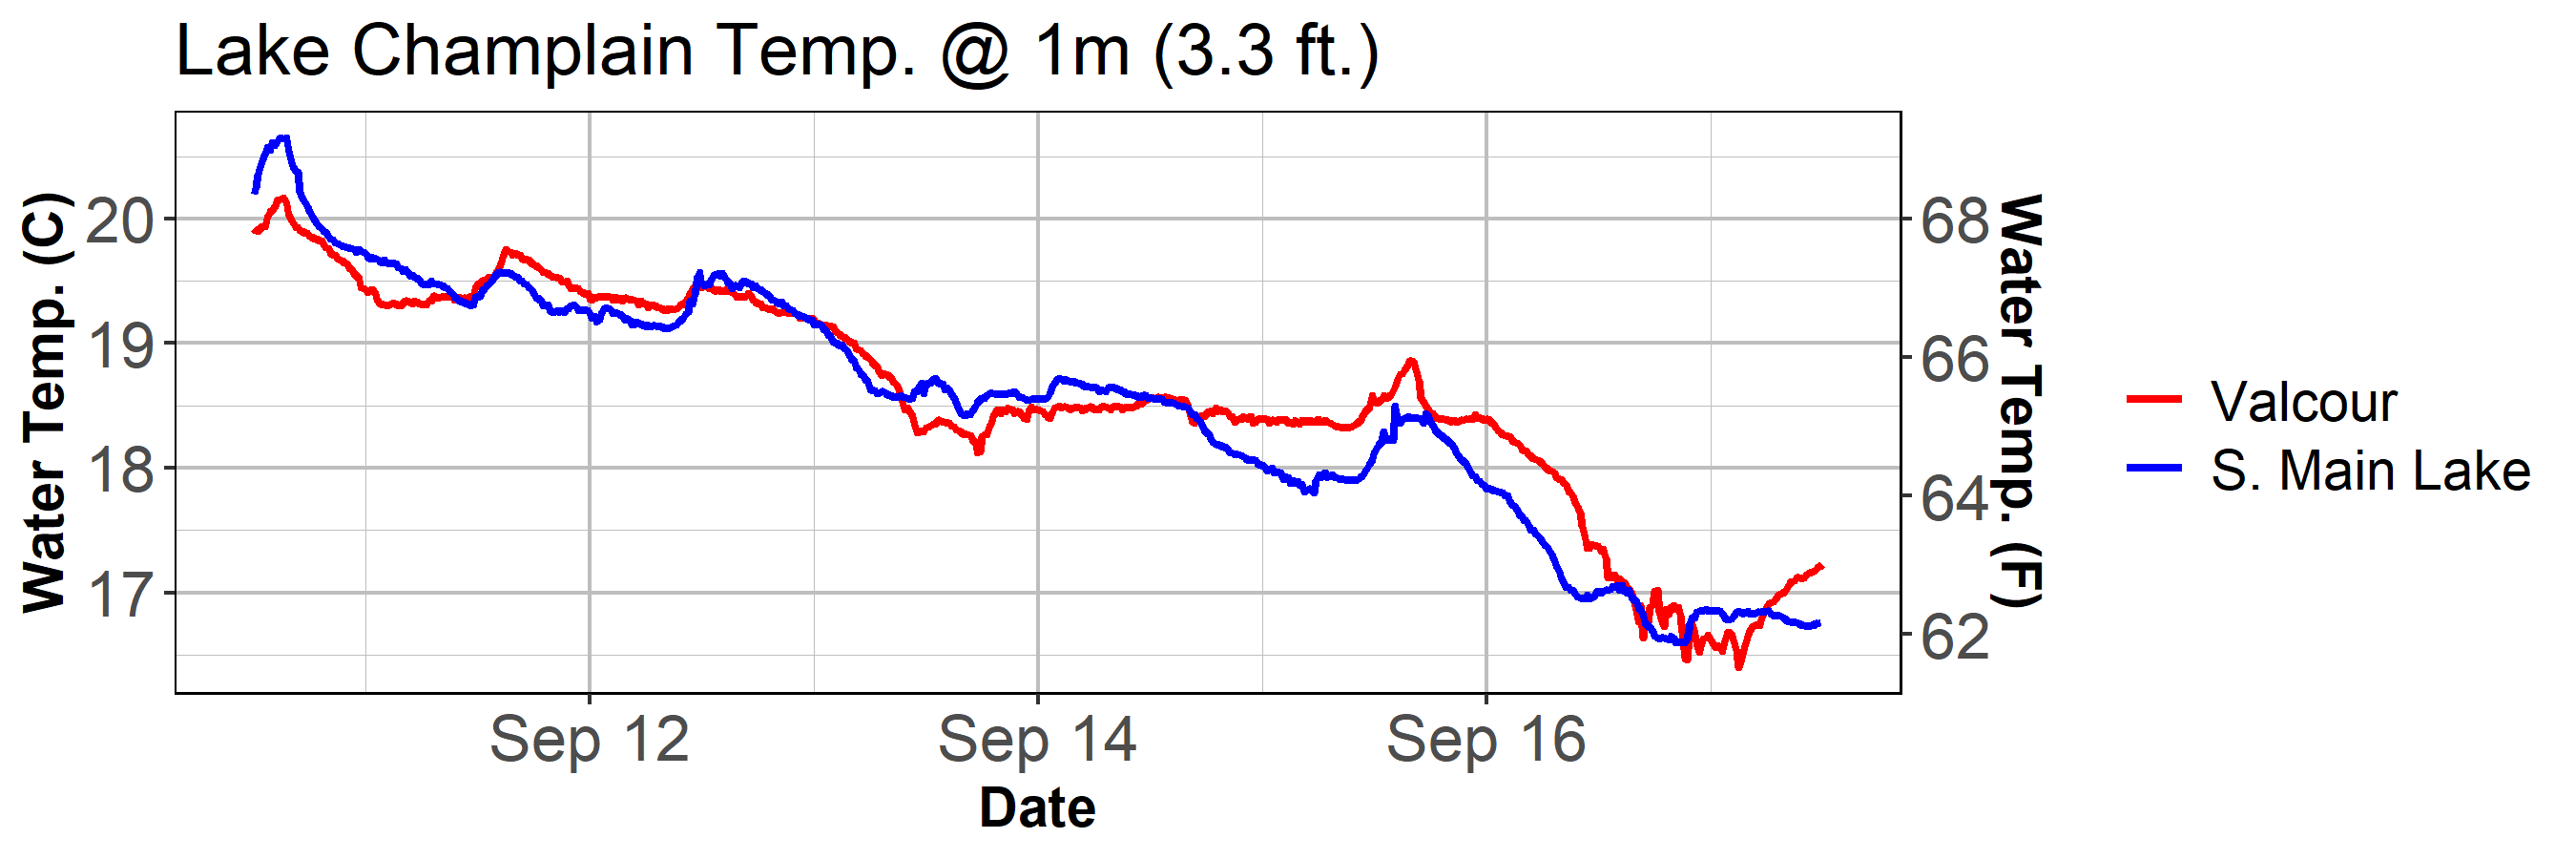 Lake Champlain Temp. @ 1m (3.3 ft.)
Water Temp. (C)
20
19
18
17
68
66
64
62
Water Temp. (F)
Sep 12
Sep 14
Sep 16
Date
Valcour
S. Main Lake